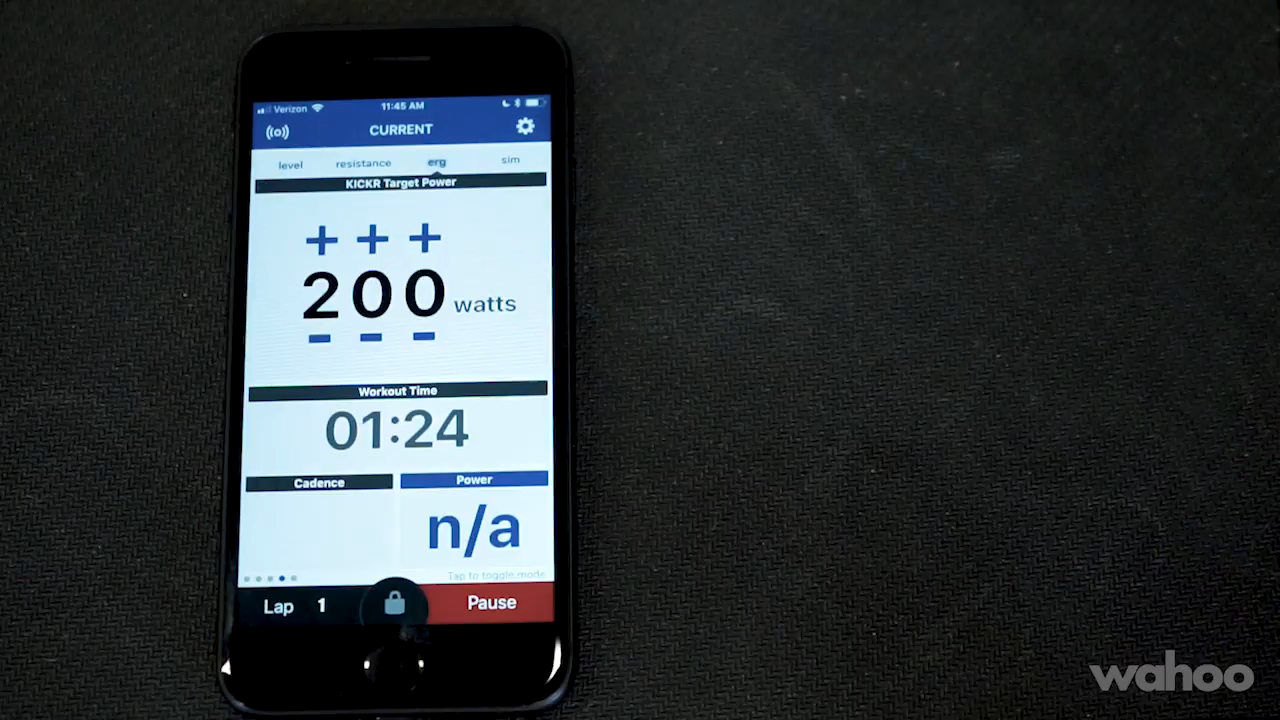 Verizon 11:45 AM
CURRENT
level resistance erg sim
KICKR Target Power
+ + +
200 watts
- - -
Workout Time
01:24
Cadence Power
n/a
Tap to toggle mode
Lap 1 Pause
wahoo